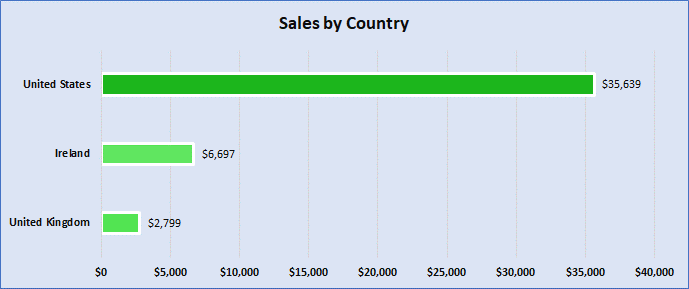 Sales by Country
United States $35,639
Ireland $6,697
United Kingdom $2,799
$0 $5,000 $10,000 $15,000 $20,000 $25,000 $30,000 $35,000 $40,000